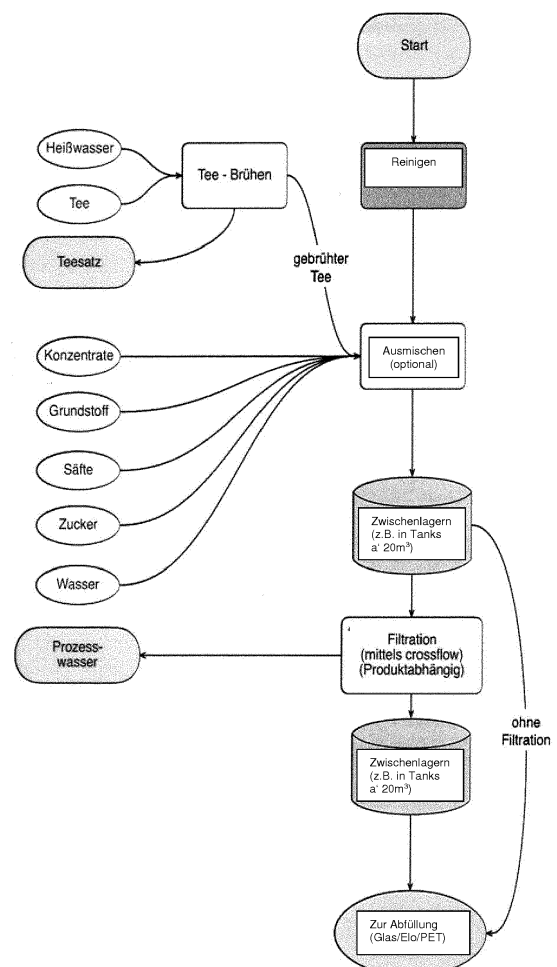 Start
Heißwasser
Tee - Brühen
Reinigen
Tee
Teesatz
gebrühter
Tee
Konzentrate
Ausmischen
(optional)
Grundstoff
Säfte
Zucker
Zwischenlagern
(z.B. in Tanks
a' 20m³)
Wasser
Prozess-
wasser
Filtration
(mittels crossflow)
(Produktabhängig)
ohne
Filtration
Zwischenlagern
(z.B. in Tanks
a' 20m³)
Zur Abfüllung
(Glas/Elo/PET)